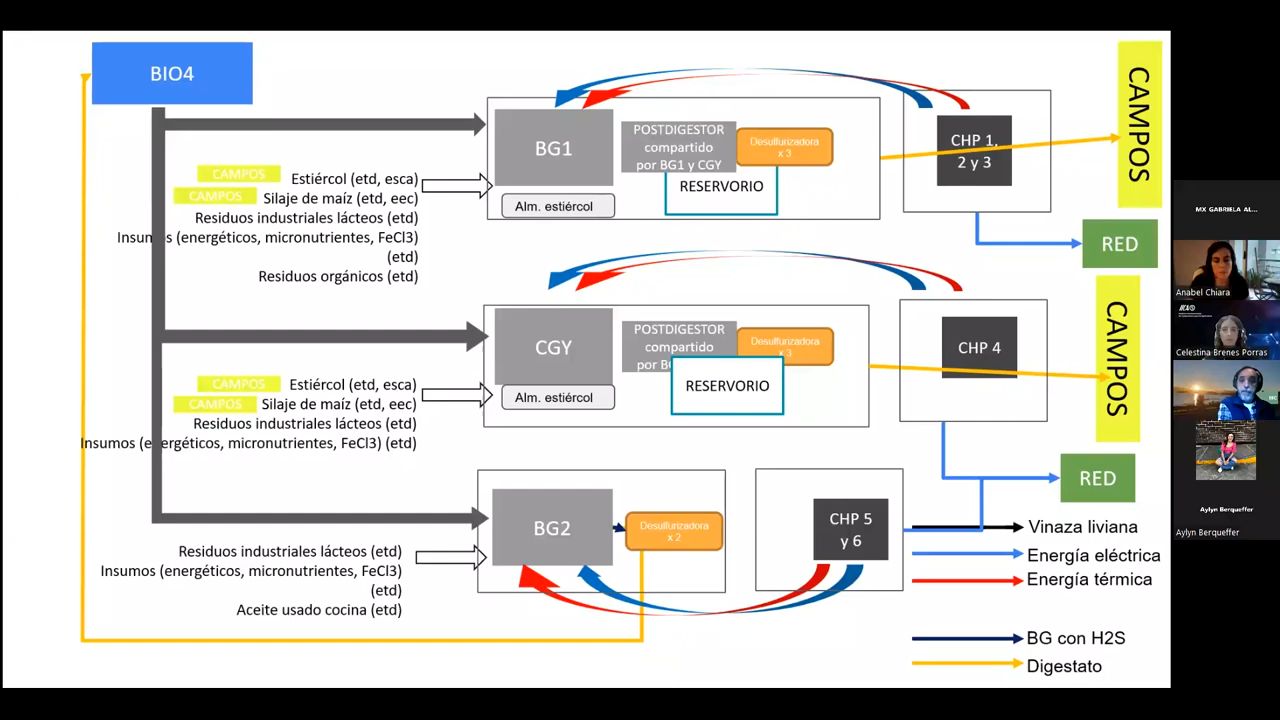 BIO4
BG1
POSTDIGESTOR
compartido
por BG1 y CGY
Desulfurizadora
x 3
RESERVORIO
Alm. estiércol
CHP 1,
2 y 3
CAMPOS
RED
CAMPOS
CAMPOS
Estiércol (etd, esca)
Silaje de maíz (etd, eec)
Residuos industriales lácteos (etd)
Insumos (energéticos, micronutrientes, FeCl3)
(etd)
Residuos orgánicos (etd)
CGY
POSTDIGESTOR
compartido
Desulfurizadora
x 3
RESERVORIO
Alm. estiércol
CHP 4
CAMPOS
RED
CAMPOS
CAMPOS
Estiércol (etd, esca)
Silaje de maíz (etd, eec)
Residuos industriales lácteos (etd)
Insumos (energéticos, micronutrientes, FeCl3) (etd)
BG2
Desulfurizadora
x 2
CHP 5
y 6
Residuos industriales lácteos (etd)
Insumos (energéticos, micronutrientes, FeCl3)
(etd)
Aceite usado cocina (etd)
Vinaza liviana
Energía eléctrica
Energía térmica
BG con H2S
Digestato
MX GABRIELA AL...
Anabel Chiara
Celestina Brenes Porras
Aylyn Berqueffer
Aylyn Berqueffer